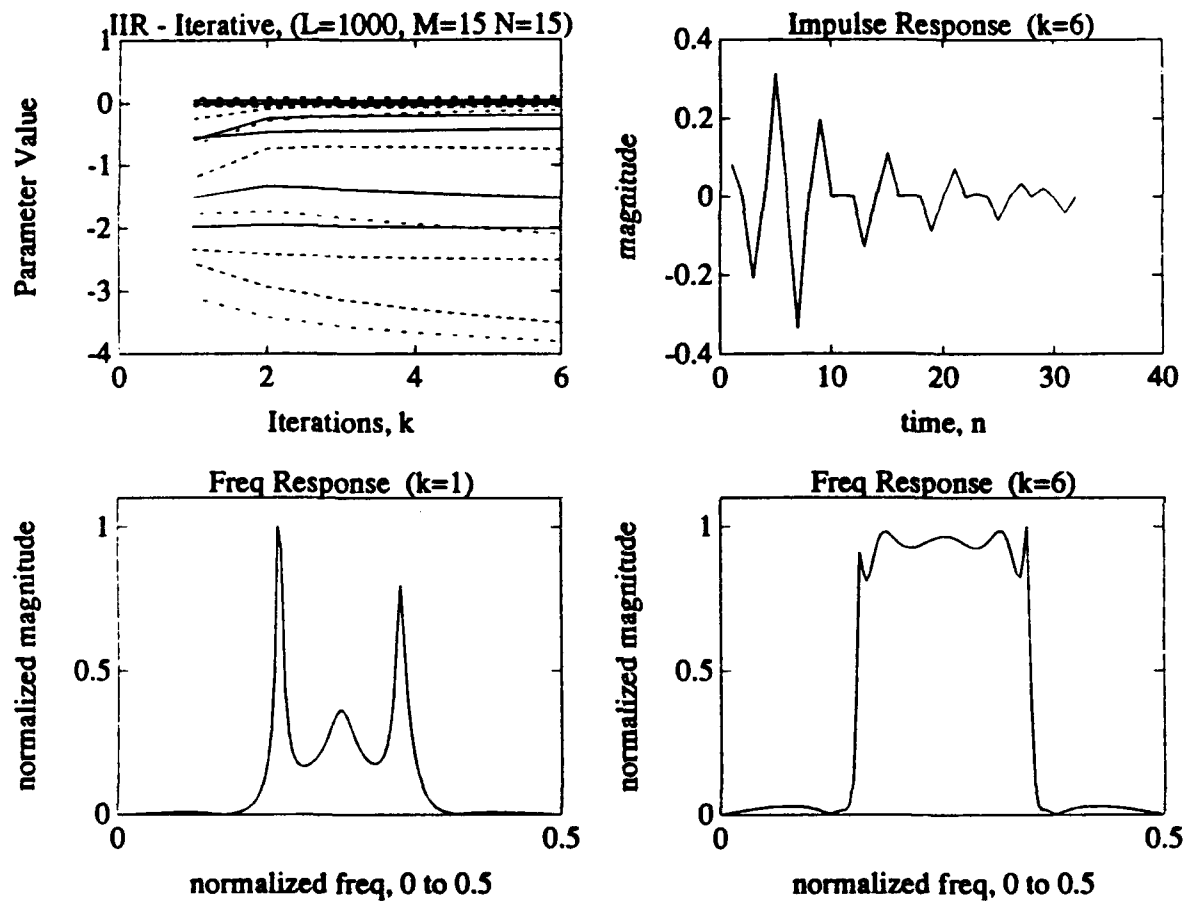 IIR - Iterative, (L=1000, M=15 N=15)
Parameter Value
1
0
-1
-2
-3
-4
0
2
4
6
Iterations, k
Impulse Response (k=6)
magnitude
0.4
0.2
0
-0.2
-0.4
0
10
20
30
40
time, n
Freq Response (k=1)
normalized magnitude
1
0.5
0
0
0.5
normalized freq, 0 to 0.5
Freq Response (k=6)
normalized magnitude
1
0.5
0
0
0.5
normalized freq, 0 to 0.5